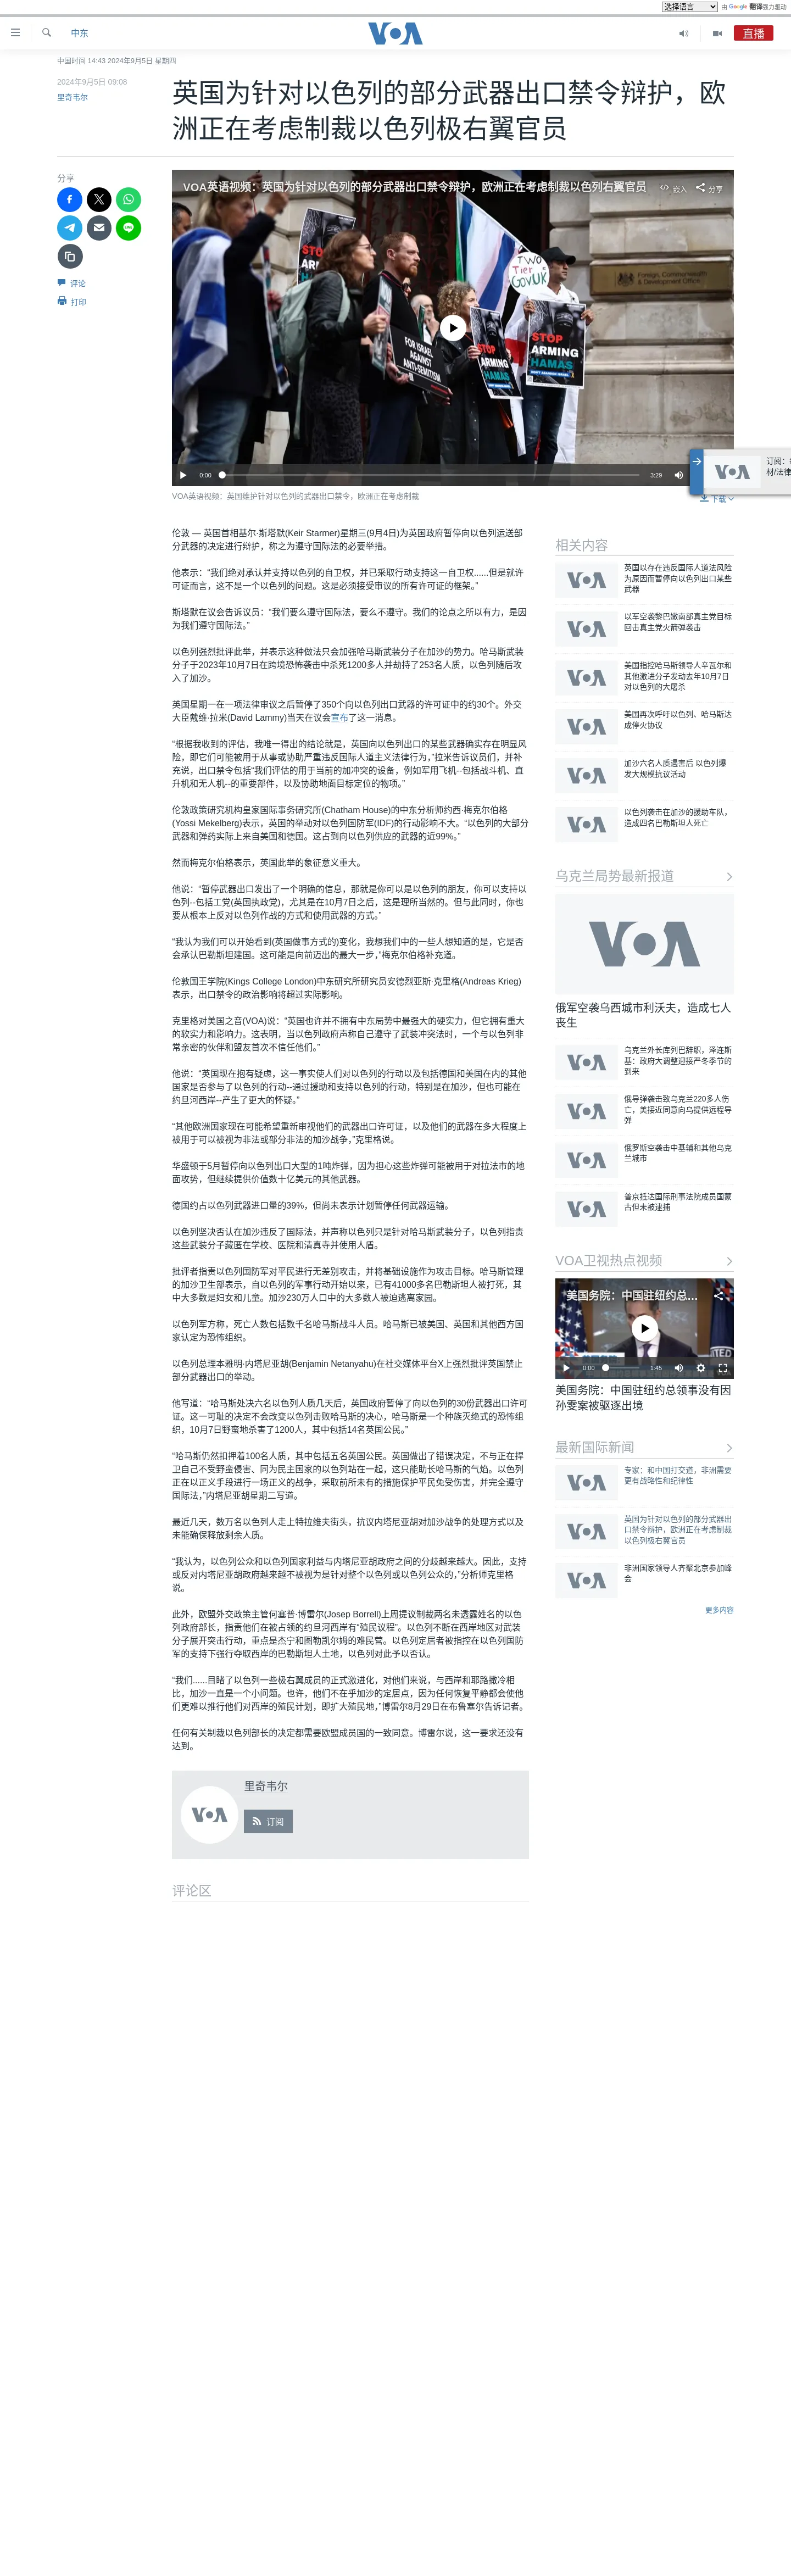 选择语言 由 Google 翻译强力驱动
中东
VOA
直播
中国时间 14:43 2024年9月5日 星期四
2024年9月5日 09:08
里奇韦尔
英国为针对以色列的部分武器出口禁令辩护，欧
洲正在考虑制裁以色列极右翼官员
分享
评论
打印
VOA英语视频：英国为针对以色列的部分武器出口禁令辩护，欧洲正在考虑制裁以色列右翼官员
嵌入 分享
TWO
Tier
GovUK
Foreign, Commonwealth
& Development Office
FOR ISRAEL
AGAINST
ANTI-SEMITISM
STOP
ARMING
HAMAS
STOP
ARMING
HAMAS
0:00 3:29
VOA英语视频：英国维护针对以色列的武器出口禁令，欧洲正在考虑制裁
下载
VOA
订阅：
材/法律
伦敦 — 英国首相基尔·斯塔默(Keir Starmer)星期三(9月4日)为英国政府暂停向以色列运送部
分武器的决定进行辩护，称之为遵守国际法的必要举措。
他表示：“我们绝对承认并支持以色列的自卫权，并已采取行动支持这一自卫权......但是就许
可证而言，这不是一个以色列的问题。这是必须接受审议的所有许可证的框架。”
斯塔默在议会告诉议员：“我们要么遵守国际法，要么不遵守。我们的论点之所以有力，是因
为我们遵守国际法。”
以色列强烈批评此举，并表示这种做法只会加强哈马斯武装分子在加沙的势力。哈马斯武装
分子于2023年10月7日在跨境恐怖袭击中杀死1200多人并劫持了253名人质，以色列随后攻
入了加沙。
英国星期一在一项法律审议之后暂停了350个向以色列出口武器的许可证中的约30个。外交
大臣戴维·拉米(David Lammy)当天在议会宣布了这一消息。
“根据我收到的评估，我唯一得出的结论就是，英国向以色列出口的某些武器确实存在明显风
险，即它们可能被用于从事或协助严重违反国际人道主义法律行为，”拉米告诉议员们，并补
充说，出口禁令包括“我们评估的用于当前的加冲突的设备，例如军用飞机--包括战斗机、直
升机和无人机--的重要部件，以及协助地面目标定位的物项。”
伦敦政策研究机构皇家国际事务研究所(Chatham House)的中东分析师约西·梅克尔伯格
(Yossi Mekelberg)表示，英国的举动对以色列国防军(IDF)的行动影响不大。“以色列的大部分
武器和弹药实际上来自美国和德国。这占到向以色列供应的武器的近99%。”
然而梅克尔伯格表示，英国此举的象征意义重大。
他说：“暂停武器出口发出了一个明确的信息，那就是你可以是以色列的朋友，你可以支持以
色列--包括工党(英国执政党)，尤其是在10月7日之后，这是理所当然的。但与此同时，你也
要从根本上反对以色列作战的方式和使用武器的方式。”
“我认为我们可以开始看到(英国做事方式的)变化，我想我们中的一些人想知道的是，它是否
会承认巴勒斯坦建国。这可能是向前迈出的最大一步，”梅克尔伯格补充道。
伦敦国王学院(Kings College London)中东研究所研究员安德烈亚斯·克里格(Andreas Krieg)
表示，出口禁令的政治影响将超过实际影响。
克里格对美国之音(VOA)说：“英国也许并不拥有中东局势中最强大的硬实力，但它拥有重大
的软实力和影响力。这表明，当以色列政府声称自己遵守了武装冲突法时，一个与以色列非
常亲密的伙伴和盟友首次不信任他们。”
他说：“英国现在抱有疑虑，这一事实使人们对以色列的行动以及包括德国和美国在内的其他
国家是否参与了以色列的行动--通过援助和支持以色列的行动，特别是在加沙，但也可能在
约旦河西岸--产生了更大的怀疑。”
“其他欧洲国家现在可能希望重新审视他们的武器出口许可证，以及他们的武器在多大程度上
被用于可以被视为非法或部分非法的加沙战争，”克里格说。
华盛顿于5月暂停向以色列出口大型的1吨炸弹，因为担心这些炸弹可能被用于对拉法市的地
面攻势，但继续提供价值数十亿美元的其他武器。
德国约占以色列武器进口量的39%，但尚未表示计划暂停任何武器运输。
以色列坚决否认在加沙违反了国际法，并声称以色列只是针对哈马斯武装分子，以色列指责
这些武装分子藏匿在学校、医院和清真寺并使用人盾。
批评者指责以色列国防军对平民进行无差别攻击，并将基础设施作为攻击目标。哈马斯管理
的加沙卫生部表示，自以色列的军事行动开始以来，已有41000多名巴勒斯坦人被打死，其
中大多数是妇女和儿童。加沙230万人口中的大多数人被迫逃离家园。
以色列军方称，死亡人数包括数千名哈马斯战斗人员。哈马斯已被美国、英国和其他西方国
家认定为恐怖组织。
以色列总理本雅明·内塔尼亚胡(Benjamin Netanyahu)在社交媒体平台X上强烈批评英国禁止
部分武器出口的举动。
他写道：“哈马斯处决六名以色列人质几天后，英国政府暂停了向以色列的30份武器出口许可
证。这一可耻的决定不会改变以色列击败哈马斯的决心，哈马斯是一个种族灭绝式的恐怖组
织，10月7日野蛮地杀害了1200人，其中包括14名英国公民。”
“哈马斯仍然扣押着100名人质，其中包括五名英国公民。英国做出了错误决定，不与正在捍
卫自己不受野蛮侵害、同为民主国家的以色列站在一起，这只能助长哈马斯的气焰。以色列
正在以正义手段进行一场正义的战争，采取前所未有的措施保护平民免受伤害，并完全遵守
国际法，”内塔尼亚胡星期二写道。
最近几天，数万名以色列人走上特拉维夫街头，抗议内塔尼亚胡对加沙战争的处理方式以及
未能确保释放剩余人质。
“我认为，以色列公众和以色列国家利益与内塔尼亚胡政府之间的分歧越来越大。因此，支持
或反对内塔尼亚胡政府越来越不被视为是针对整个以色列或以色列公众的，”分析师克里格
说。
此外，欧盟外交政策主管何塞普·博雷尔(Josep Borrell)上周提议制裁两名未透露姓名的以色
列政府部长，指责他们在被占领的约旦河西岸有“殖民议程”。以色列不断在西岸地区对武装
分子展开突击行动，重点是杰宁和图勒凯尔姆的难民营。以色列定居者被指控在以色列国防
军的支持下强行夺取西岸的巴勒斯坦人土地，以色列对此予以否认。
“我们......目睹了以色列一些极右翼成员的正式激进化，对他们来说，与西岸和耶路撒冷相
比，加沙一直是一个小问题。也许，他们不在乎加沙的定居点，因为任何恢复平静都会使他
们更难以推行他们对西岸的殖民计划，即扩大殖民地，”博雷尔8月29日在布鲁塞尔告诉记者。
任何有关制裁以色列部长的决定都需要欧盟成员国的一致同意。博雷尔说，这一要求还没有
达到。
VOA
里奇韦尔
订阅
评论区
相关内容
VOA
英国以存在违反国际人道法风险
为原因而暂停向以色列出口某些
武器
VOA
以军空袭黎巴嫩南部真主党目标
回击真主党火箭弹袭击
VOA
美国指控哈马斯领导人辛瓦尔和
其他激进分子发动去年10月7日
对以色列的大屠杀
VOA
美国再次呼吁以色列、哈马斯达
成停火协议
VOA
加沙六名人质遇害后 以色列爆
发大规模抗议活动
VOA
以色列袭击在加沙的援助车队，
造成四名巴勒斯坦人死亡
乌克兰局势最新报道
VOA
俄军空袭乌西城市利沃夫，造成七人
丧生
VOA
乌克兰外长库列巴辞职，泽连斯
基：政府大调整迎接严冬季节的
到来
VOA
俄导弹袭击致乌克兰220多人伤
亡，美接近同意向乌提供远程导
弹
VOA
俄罗斯空袭击中基辅和其他乌克
兰城市
VOA
普京抵达国际刑事法院成员国蒙
古但未被逮捕
VOA卫视热点视频
美国务院：中国驻纽约总...
0:00 1:45
美国务院：中国驻纽约总领事没有因
孙雯案被驱逐出境
最新国际新闻
VOA
专家：和中国打交道，非洲需要
更有战略性和纪律性
VOA
英国为针对以色列的部分武器出
口禁令辩护，欧洲正在考虑制裁
以色列极右翼官员
VOA
非洲国家领导人齐聚北京参加峰
会
更多内容